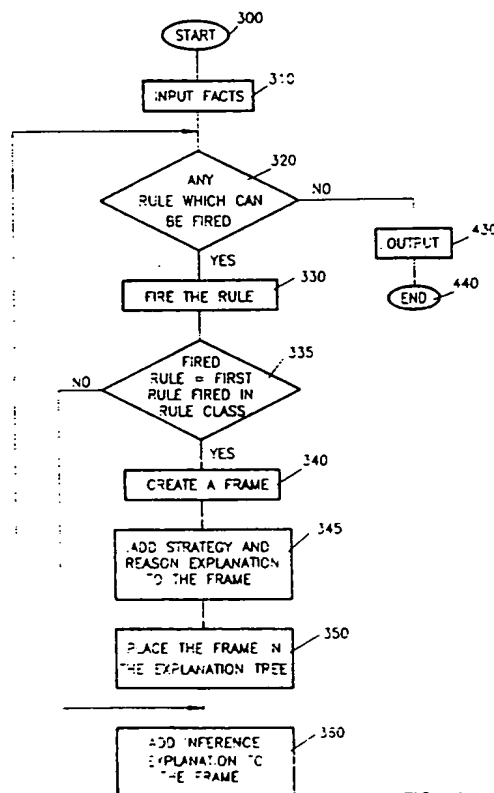 300
START
310
INPUT FACTS
320
ANY
RULE WHICH CAN
BE FIRED
NO
YES
430
OUTPUT
330
FIRE THE RULE
END
440
335
FIRED
RULE = FIRST
RULE FIRED IN
RULE CLASS
NO
YES
340
CREATE A FRAME
345
ADD STRATEGY AND
REASON EXPLANATION
TO THE FRAME
350
PLACE THE FRAME IN
THE EXPLANATION TREE
360
ADD INFERENCE
EXPLANATION TO
THE FRAME